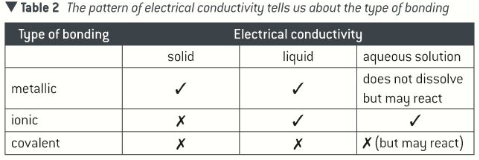 ▼ Table 2 The pattern of electrical conductivity tells us about the type of bonding
Type of bonding Electrical conductivity
solid liquid aqueous solution
metallic ✓ ✓ does not dissolve
but may react
ionic ✗ ✓ ✓
covalent ✗ ✗ ✗ (but may react)